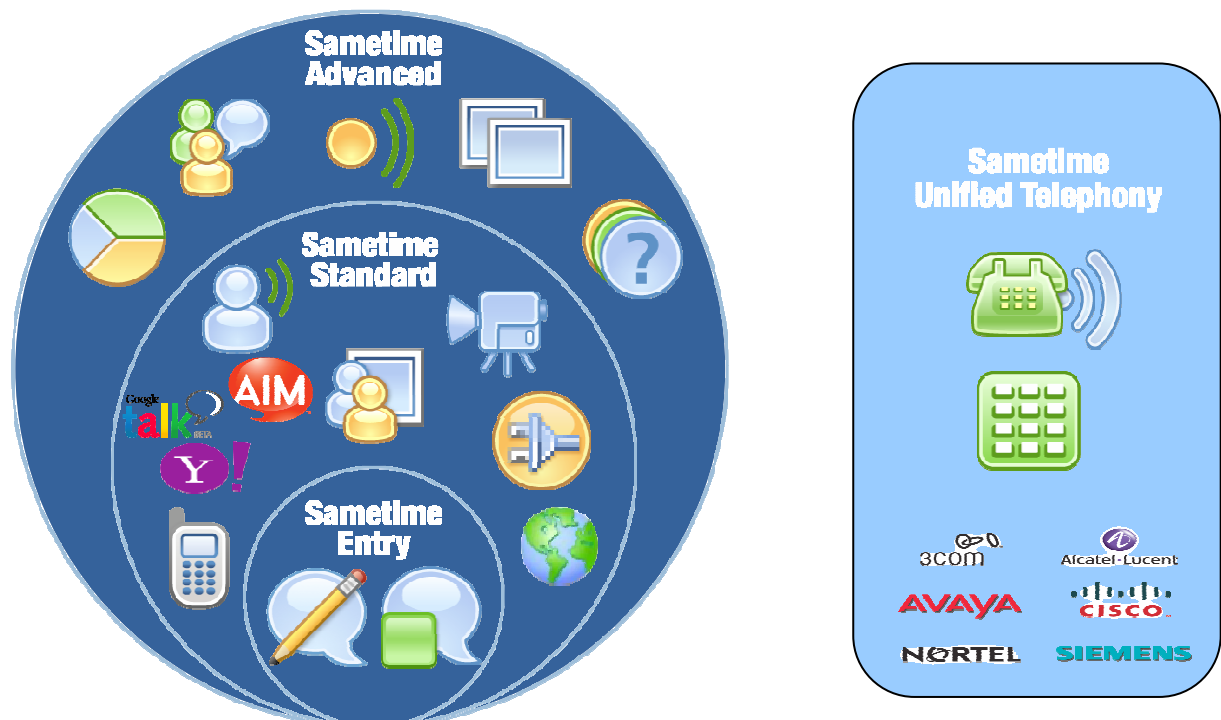 Sametime
Advanced
Sametime
Standard
?
Google
talk
BETA
AIM
Y!
Sametime
Entry
Sametime
Unified Telephony
3COM
Alcatel·Lucent
AVAYA
CISCO
NORTEL
SIEMENS